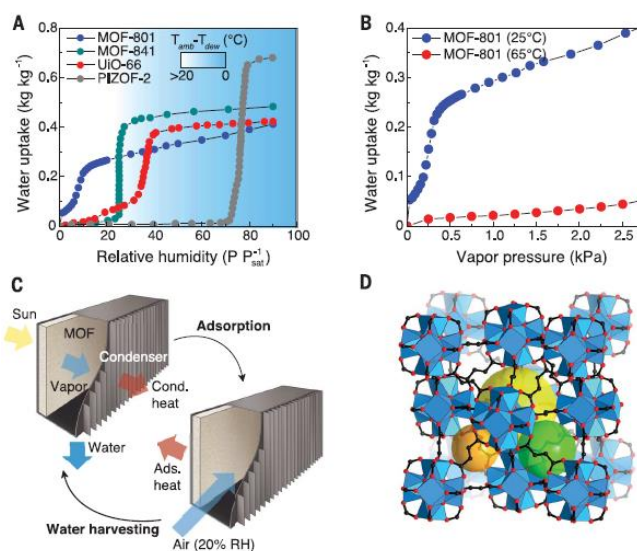 A
MOF-801
MOF-841
UiO-66
PIZOF-2
T_amb-T_dew (°C)
>20 0
Water uptake (kg kg⁻¹)
0.8
0.6
0.4
0.2
0.0
0 20 40 60 80 100
Relative humidity (P P_sat⁻¹)
B
MOF-801 (25°C)
MOF-801 (65°C)
Water uptake (kg kg⁻¹)
0.4
0.3
0.2
0.1
0
0 0.5 1.0 1.5 2.0 2.5
Vapor pressure (kPa)
C
Sun
MOF
Condenser
Vapor
Cond.
heat
Water
Adsorption
Ads.
heat
Water harvesting
Air (20% RH)
D